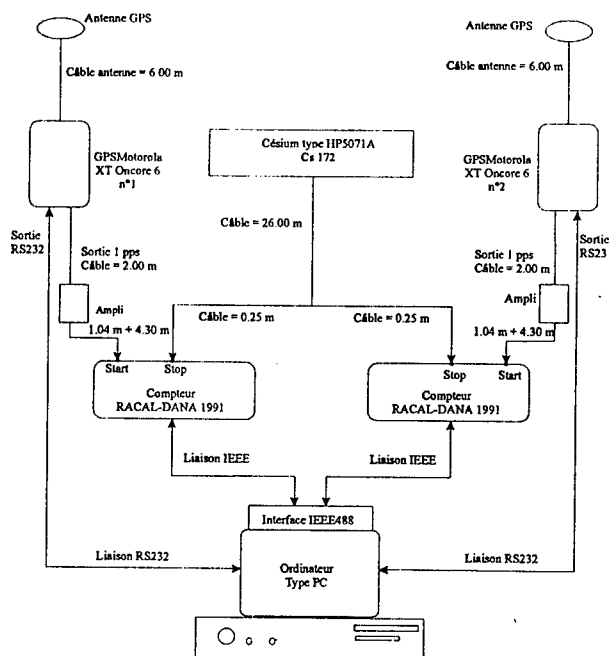 Antenne GPS
Antenne GPS
Câble antenne = 6.00 m
Câble antenne = 6.00 m
Césium type HP5071A
Cs 172
GPSMotorola
XT Oncore 6
n°1
GPSMotorola
XT Oncore 6
n°2
Câble = 26.00 m
Sortie
RS232
Sortie 1 pps
Câble = 2.00 m
Sortie 1 pps
Câble = 2.00 m
Sortie
RS23
Ampli
Ampli
1.04 m + 4.30 m
Câble = 0.25 m
Câble = 0.25 m
1.04 m + 4.30 m
Start
Stop
Stop
Start
Compteur
RACAL-DANA 1991
Compteur
RACAL-DANA 1991
Liaison IEEE
Liaison IEEE
Interface IEEE488
Liaison RS232
Ordinateur
Type PC
Liaison RS232